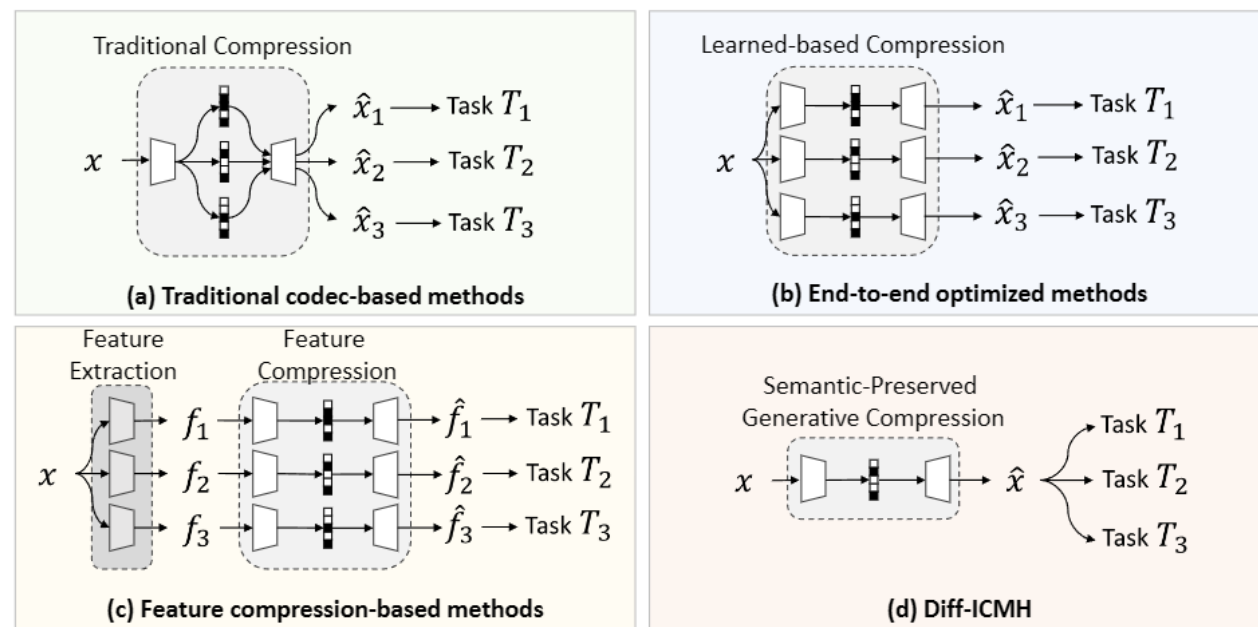 Traditional Compression
x
x̂₁ Task T₁
x̂₂ Task T₂
x̂₃ Task T₃
(a) Traditional codec-based methods
Learned-based Compression
x
x̂₁ Task T₁
x̂₂ Task T₂
x̂₃ Task T₃
(b) End-to-end optimized methods
Feature
Extraction
Feature
Compression
x
f₁ f̂₁ Task T₁
f₂ f̂₂ Task T₂
f₃ f̂₃ Task T₃
(c) Feature compression-based methods
Semantic-Preserved
Generative Compression
x x̂
Task T₁
Task T₂
Task T₃
(d) Diff-ICMH